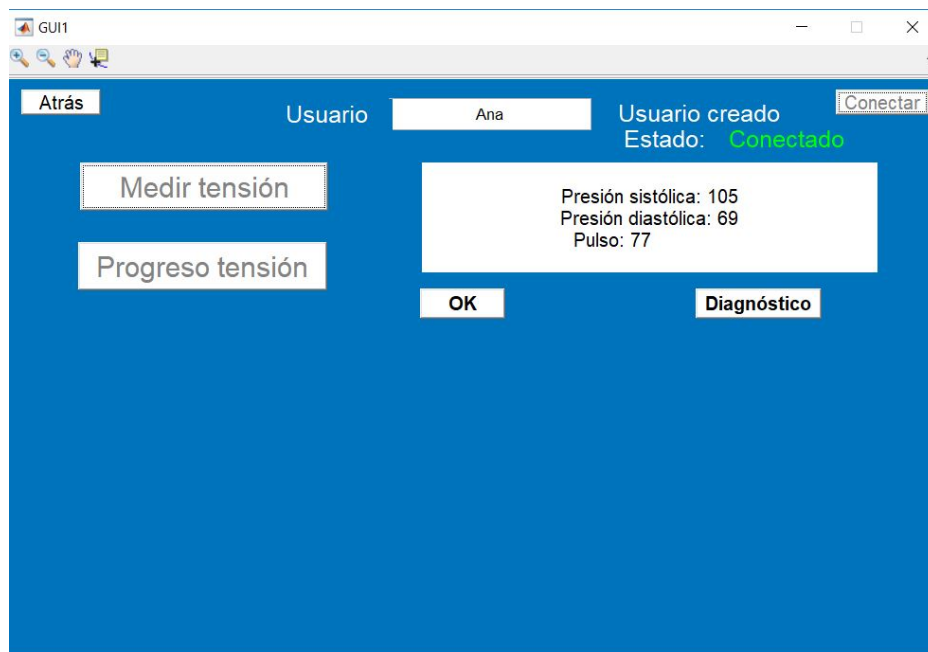 GUI1
Atrás
Usuario
Ana
Usuario creado
Conectar
Estado: Conectado
Medir tensión
Presión sistólica: 105
Presión diastólica: 69
Pulso: 77
Progreso tensión
OK
Diagnóstico